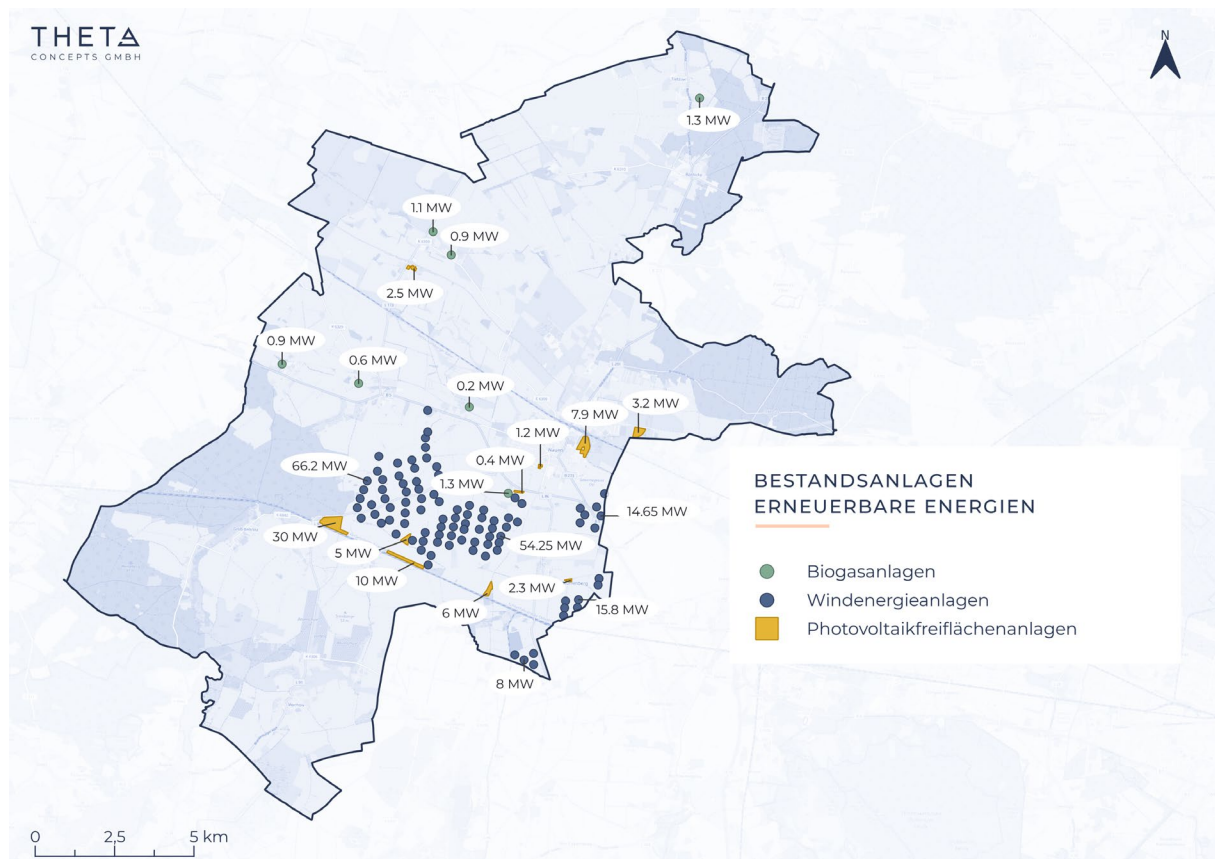 THETA
CONCEPTS GMBH
N
1.3 MW
1.1 MW
0.9 MW
2.5 MW
0.9 MW
0.6 MW
0.2 MW
3.2 MW
7.9 MW
1.2 MW
0.4 MW
66.2 MW
1.3 MW
14.65 MW
30 MW
54.25 MW
5 MW
10 MW
2.3 MW
6 MW
15.8 MW
8 MW
BESTANDSANLAGEN
ERNEUERBARE ENERGIEN
Biogasanlagen
Windenergieanlagen
Photovoltaikfreiflächenanlagen
0 2,5 5 km